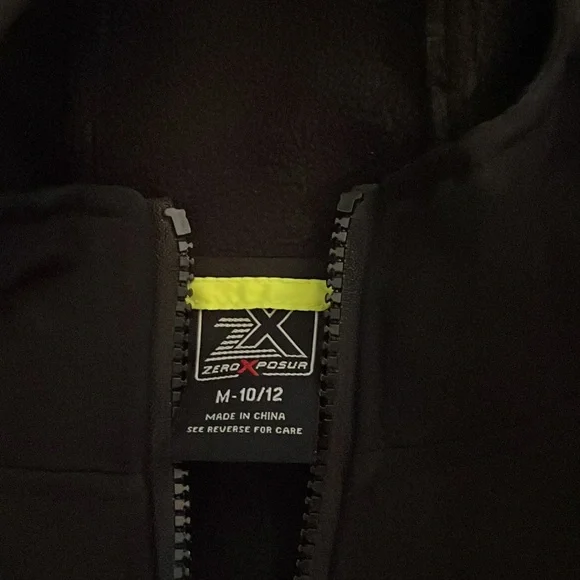 ZX
ZEROXPOSUR
M-10/12
MADE IN CHINA
SEE REVERSE FOR CARE